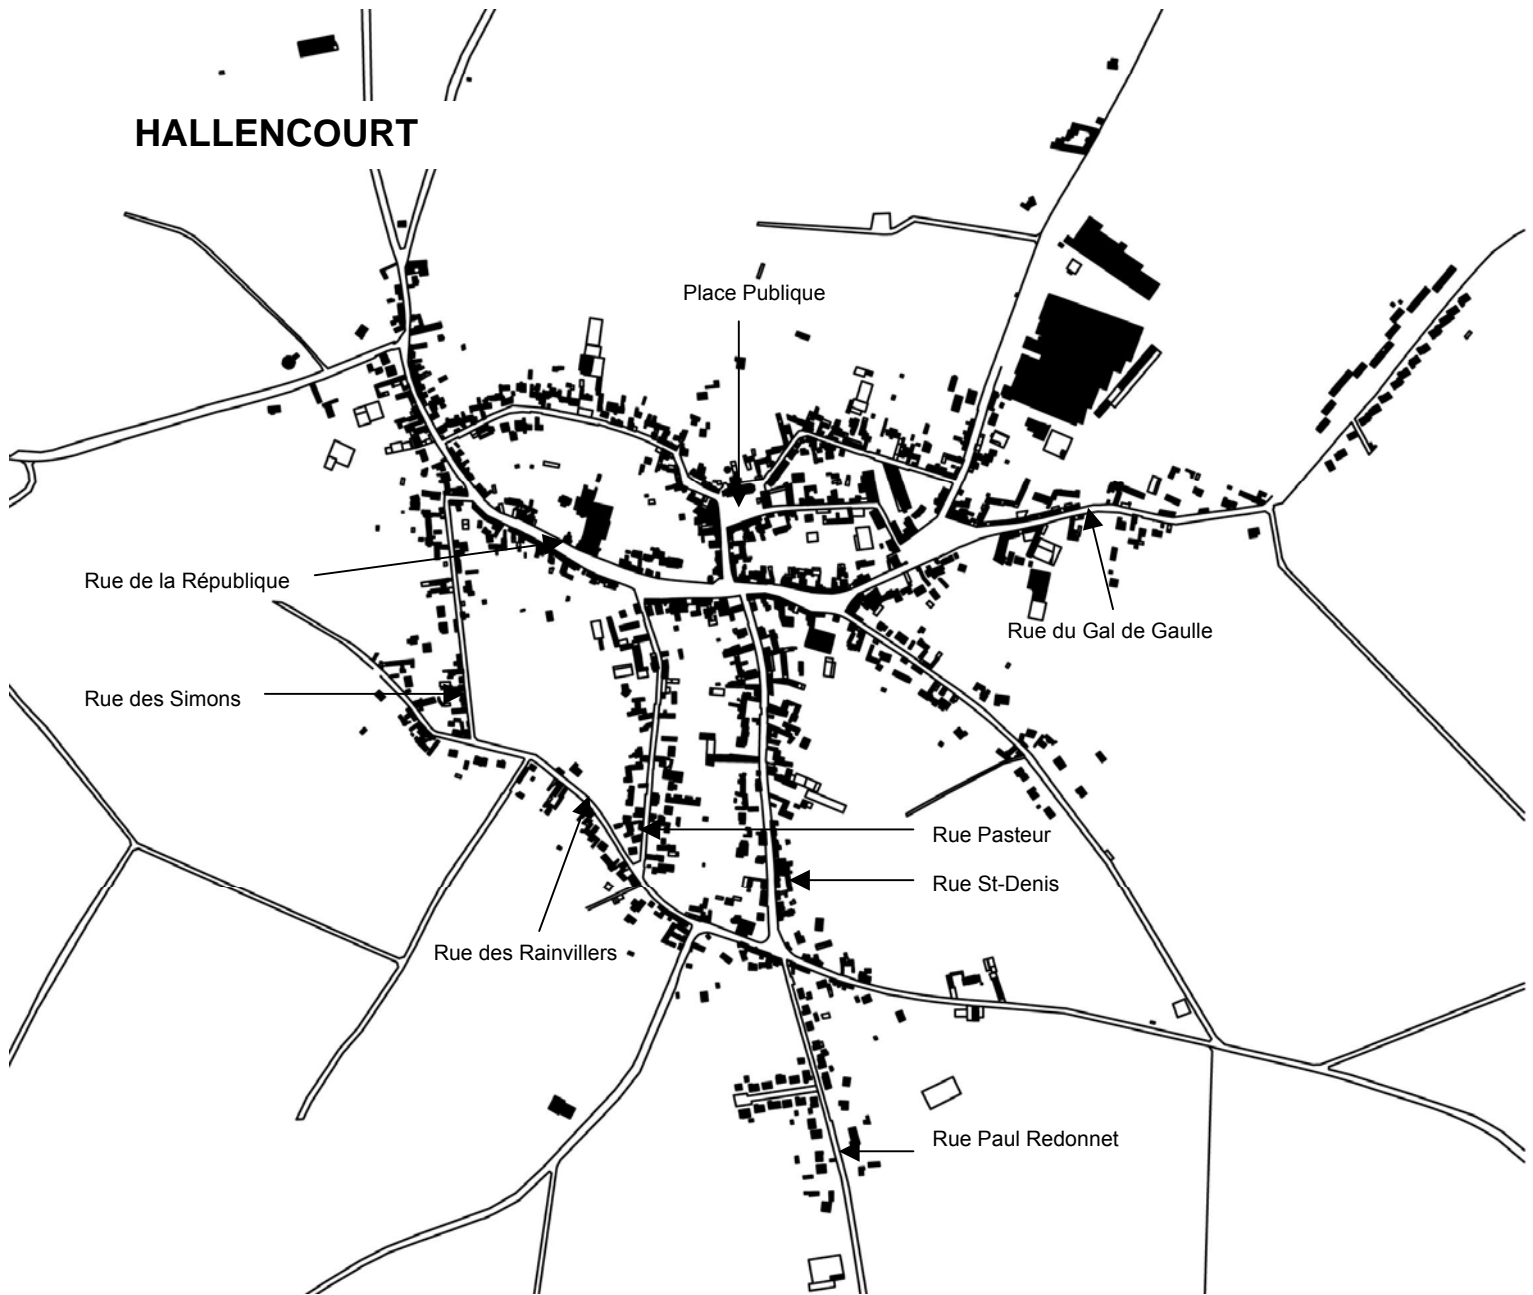 HALLENCOURT
Place Publique
Rue de la République
Rue du Gal de Gaulle
Rue des Simons
Rue Pasteur
Rue St-Denis
Rue des Rainvillers
Rue Paul Redonnet